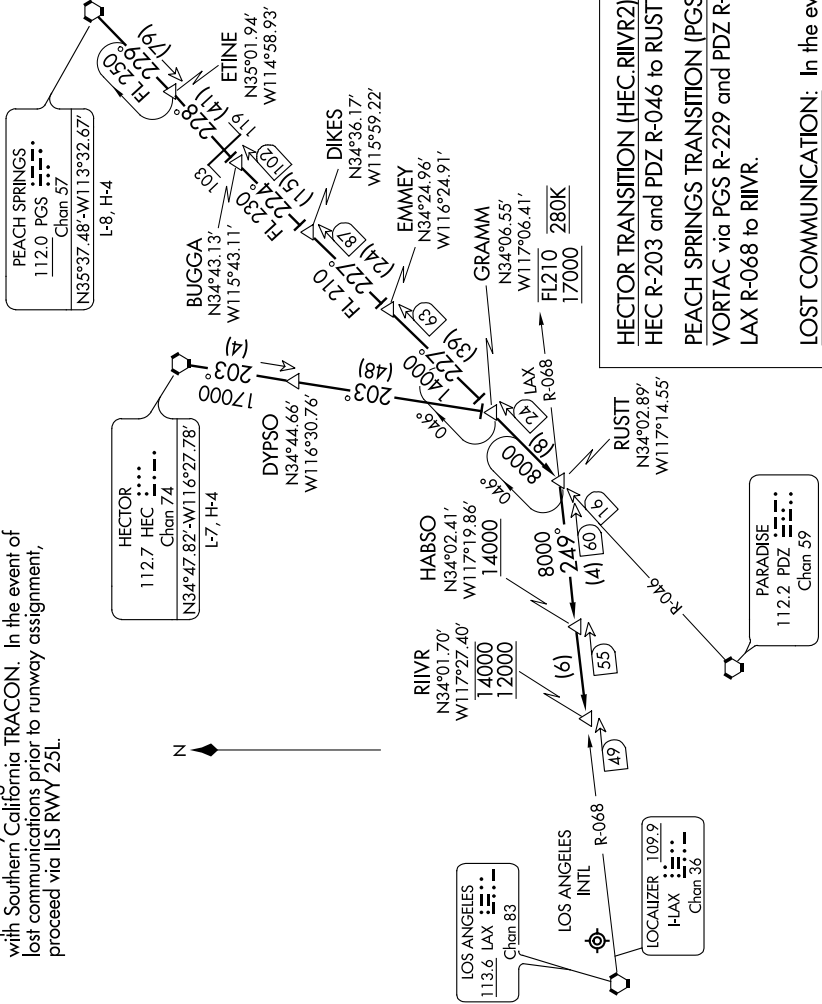 with Southern California TRACON. In the event of
lost communications prior to runway assignment,
proceed via ILS RWY 25L.
PEACH SPRINGS
112.0 PGS
Chan 57
N35°37.48'-W113°32.67'
L-8, H-4
HECTOR
112.7 HEC
Chan 74
N34°47.82'-W116°27.78'
L-7, H-4
FL 250
229°
(79)
ETINE
N35°01.94'
W114°58.93'
228°
(41)
119
103
BUGGA
N34°43.13'
W115°43.11'
102
FL 230
224°
(15)
DIKES
N34°36.17'
W115°59.22'
87
FL 210
227°
(24)
EMMEY
N34°24.96'
W116°24.91'
63
14000
227°
(39)
17000
203°
(4)
DYPSO
N34°44.66'
W116°30.76'
203°
(48)
046°
GRAMM
N34°06.55'
W117°06.41'
FL210 280K
17000
24
8000
(8)
046°
LAX
R-068
RUSTT
N34°02.89'
W117°14.55'
16
60
8000
249°
(4)
HABSO
N34°02.41'
W117°19.86'
14000
55
(6)
RIIVR
N34°01.70'
W117°27.40'
14000
12000
49
R-068
R-046
PARADISE
112.2 PDZ
Chan 59
N
LOS ANGELES
113.6 LAX
Chan 83
LOS ANGELES
INTL
LOCALIZER 109.9
I-LAX
Chan 36
HECTOR TRANSITION (HEC.RIIVR2)
HEC R-203 and PDZ R-046 to RUSTT
PEACH SPRINGS TRANSITION (PGS
VORTAC via PGS R-229 and PDZ R-
LAX R-068 to RIIVR.
LOST COMMUNICATION: In the eve